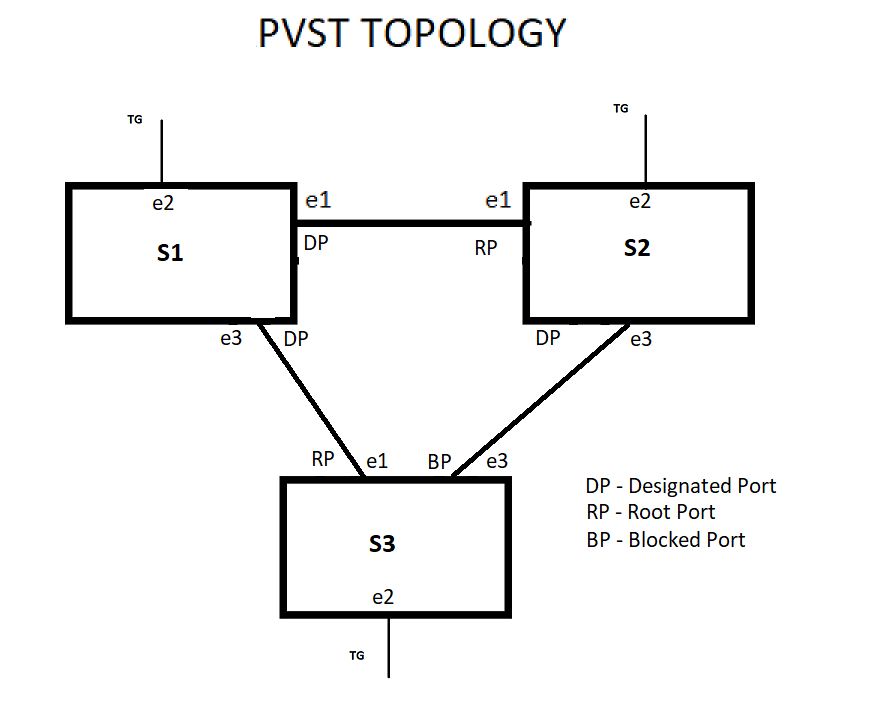 PVST TOPOLOGY
TG
TG
e2
e1
e1
e2
S1
DP
RP
S2
e3
DP
DP
e3
RP
e1
BP
e3
DP - Designated Port
RP - Root Port
BP - Blocked Port
S3
e2
TG